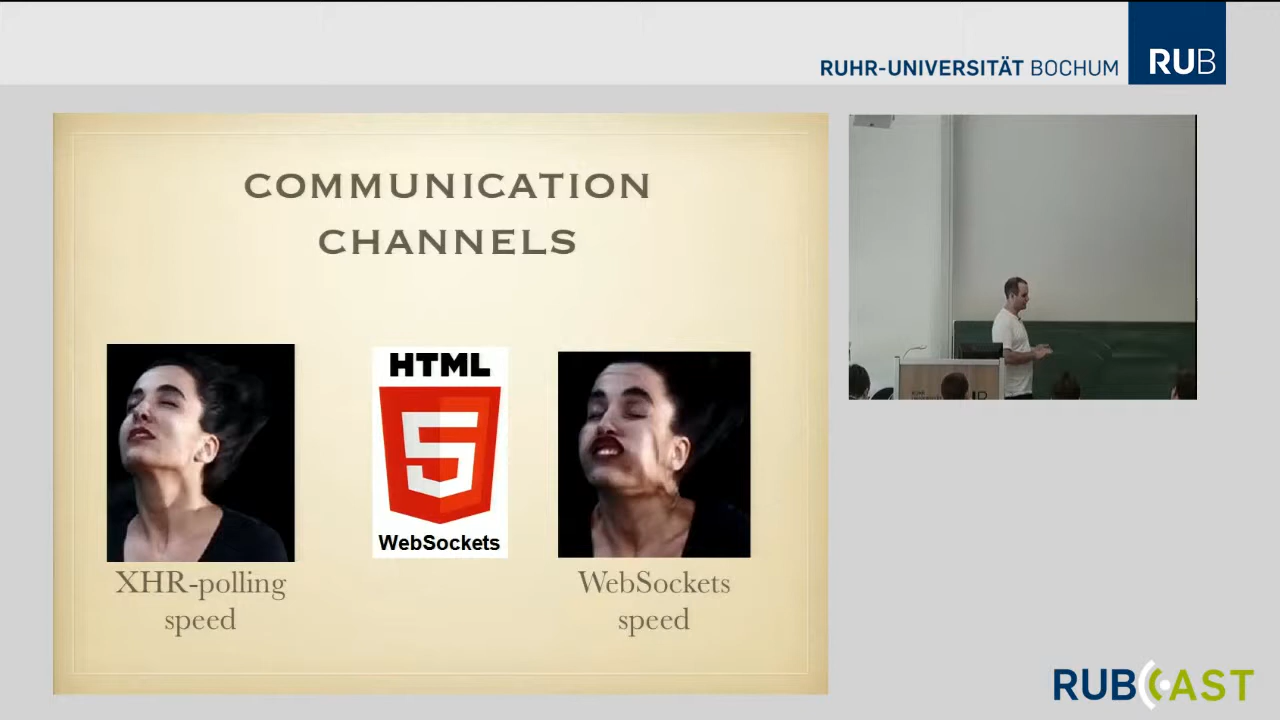 RUHR-UNIVERSITÄT BOCHUM
RUB
COMMUNICATION
CHANNELS
HTML
5
WebSockets
XHR-polling
speed
WebSockets
speed
RUBCAST